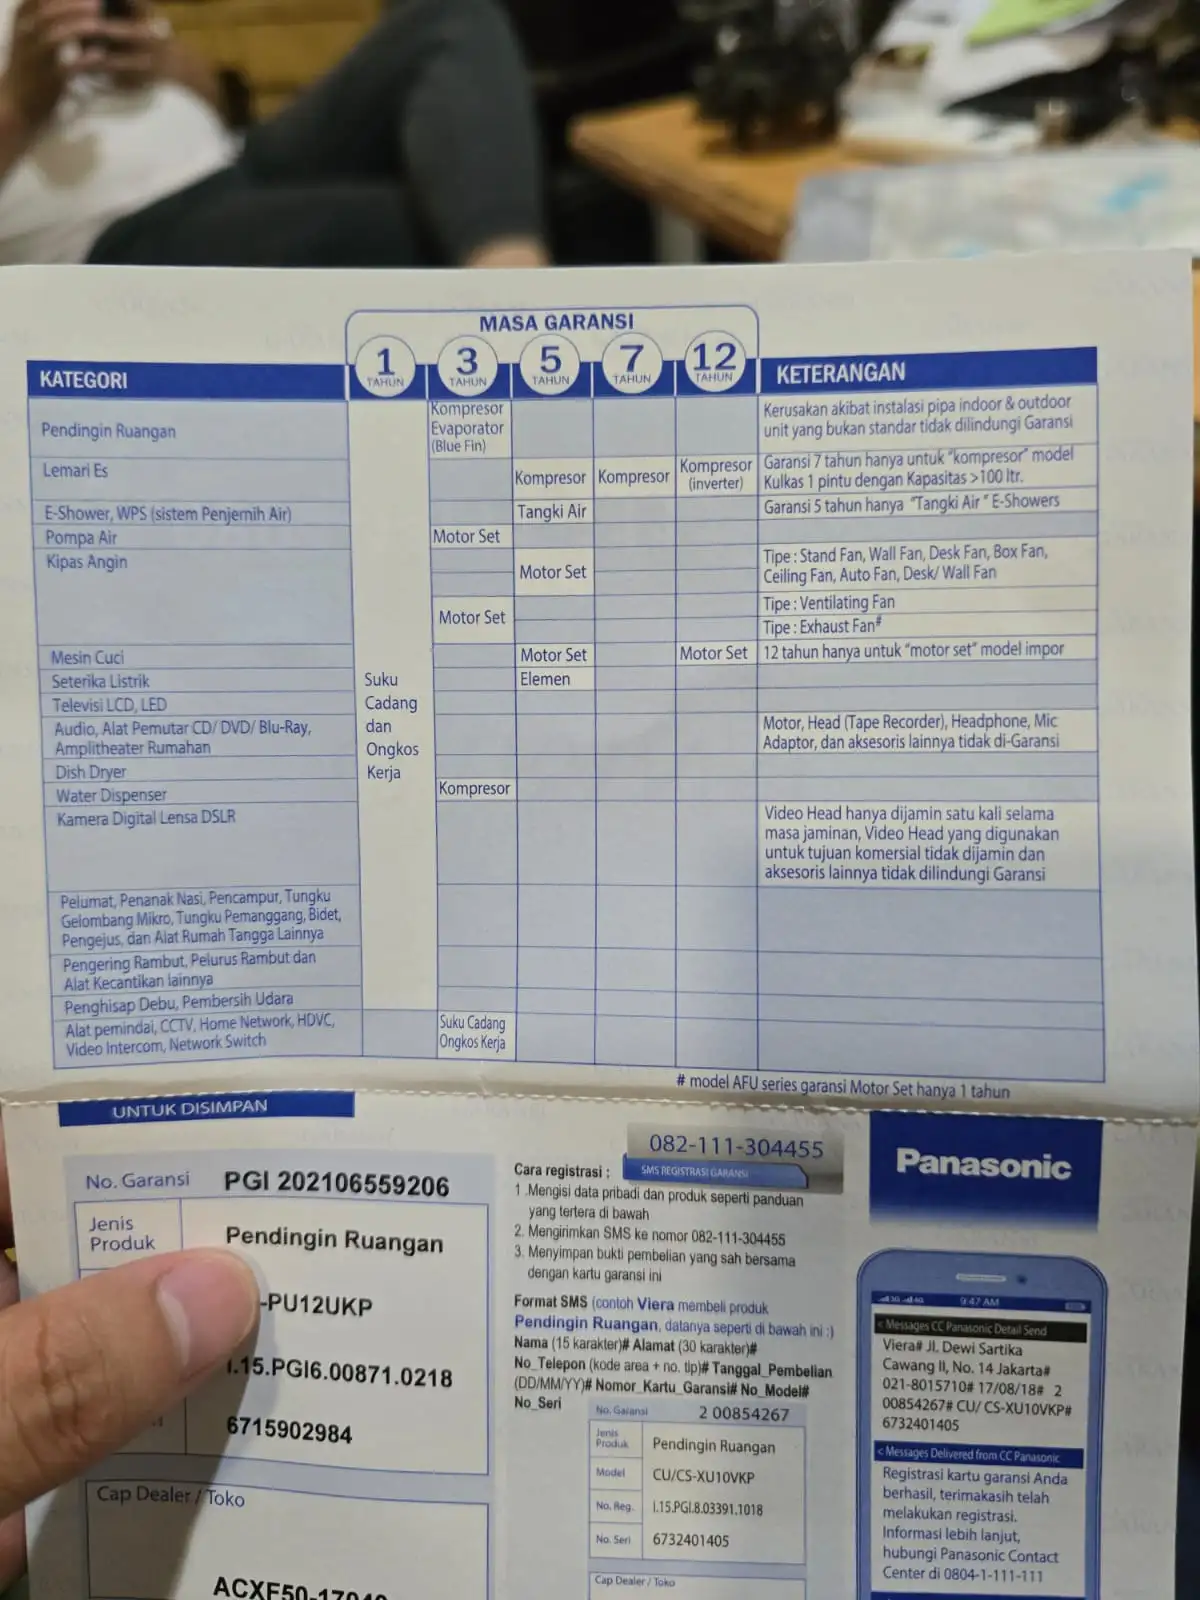 MASA GARANSI
KATEGORI
1 TAHUN
3 TAHUN
5 TAHUN
7 TAHUN
12 TAHUN
KETERANGAN
Pendingin Ruangan
Kompresor
Evaporator
(Blue Fin)
Kerusakan akibat instalasi pipa indoor & outdoor
unit yang bukan standar tidak dilindungi Garansi
Lemari Es
Kompresor
Kompresor
Kompresor
(inverter)
Garansi 7 tahun hanya untuk "kompresor" model
Kulkas 1 pintu dengan Kapasitas >100 ltr.
E-Shower, WPS (sistem Penjernih Air)
Tangki Air
Garansi 5 tahun hanya "Tangki Air" E-Showers
Pompa Air
Motor Set
Kipas Angin
Motor Set
Tipe : Stand Fan, Wall Fan, Desk Fan, Box Fan,
Ceiling Fan, Auto Fan, Desk/ Wall Fan
Motor Set
Tipe : Ventilating Fan
Tipe : Exhaust Fan#
Mesin Cuci
Motor Set
Motor Set
12 tahun hanya untuk "motor set" model impor
Seterika Listrik
Elemen
Suku
Cadang
dan
Ongkos
Kerja
Televisi LCD, LED
Audio, Alat Pemutar CD/ DVD/ Blu-Ray,
Amplitheater Rumahan
Motor, Head (Tape Recorder), Headphone, Mic
Adaptor, dan aksesoris lainnya tidak di-Garansi
Dish Dryer
Water Dispenser
Kompresor
Kamera Digital Lensa DSLR
Video Head hanya dijamin satu kali selama
masa jaminan, Video Head yang digunakan
untuk tujuan komersial tidak dijamin dan
aksesoris lainnya tidak dilindungi Garansi
Pelumat, Penanak Nasi, Pencampur, Tungku
Gelombang Mikro, Tungku Pemanggang, Bidet,
Pengejus, dan Alat Rumah Tangga Lainnya
Pengering Rambut, Pelurus Rambut dan
Alat Kecantikan lainnya
Penghisap Debu, Pembersih Udara
Alat pemindai, CCTV, Home Network, HDVC,
Video Intercom, Network Switch
Suku Cadang
Ongkos Kerja
# model AFU series garansi Motor Set hanya 1 tahun
UNTUK DISIMPAN
No. Garansi PGI 202106559206
Jenis
Produk
Pendingin Ruangan
-PU12UKP
I.15.PGI6.00871.0218
6715902984
Cap Dealer / Toko
082-111-304455
SMS REGISTRASI GARANSI
Cara registrasi :
1 .Mengisi data pribadi dan produk seperti panduan
yang tertera di bawah
2. Mengirimkan SMS ke nomor 082-111-304455
3. Menyimpan bukti pembelian yang sah bersama
dengan kartu garansi ini
Format SMS (contoh Viera membeli produk
Pendingin Ruangan, datanya seperti di bawah ini :)
Nama (15 karakter)# Alamat (30 karakter)#
No_Telepon (kode area + no. tlp)# Tanggal_Pembelian
(DD/MM/YY)# Nomor_Kartu_Garansi# No_Model#
No_Seri
No. Garansi 2 00854267
Jenis
Produk
Pendingin Ruangan
Model CU/CS-XU10VKP
No. Reg. I.15.PGI.8.03391.1018
No. Seri 6732401405
Cap Dealer / Toko
Panasonic
9:47 AM
< Messages CC Panasonic Detail Send
Viera# Jl. Dewi Sartika
Cawang II, No. 14 Jakarta#
021-8015710# 17/08/18# 2
00854267# CU/ CS-XU10VKP#
6732401405
< Messages Delivered from CC Panasonic
Registrasi kartu garansi Anda
berhasil, terimakasih telah
melakukan registrasi.
Informasi lebih lanjut,
hubungi Panasonic Contact
Center di 0804-1-111-111